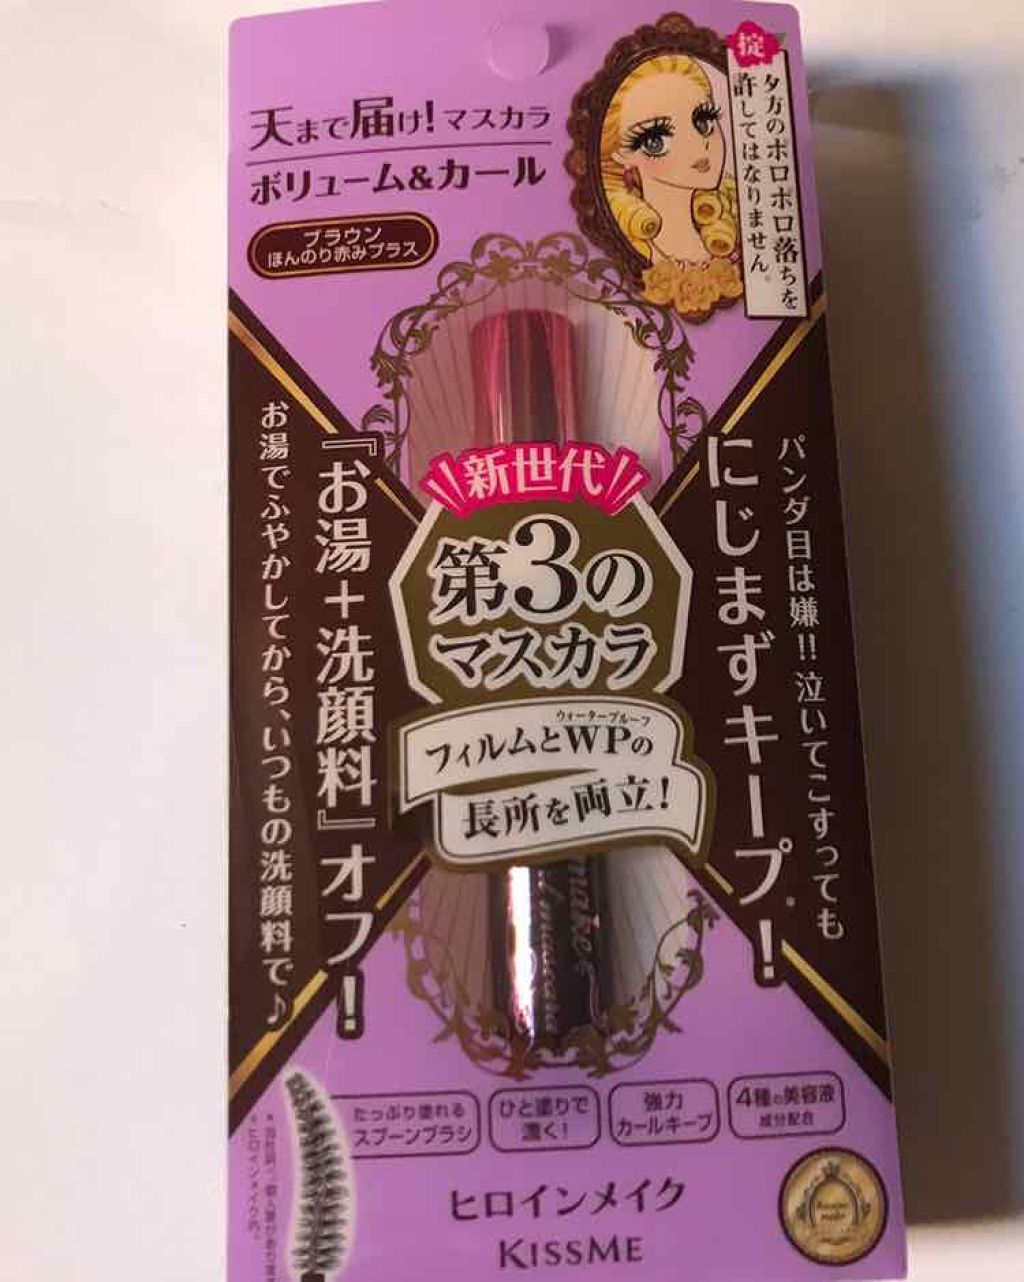 天まで届け!マスカラ
ボリューム&カール
ブラウン
ほんのり赤みプラス
掟
夕方のポロポロ落ちを
許してはなりません。
パンダ目は嫌!!泣いてこすっても
にじまずキープ!
新世代
第3の
マスカラ
ウォータープルーフ
フィルムとWPの
長所を両立!
『お湯+洗顔料』オフ!
お湯でふやかしてから、いつもの洗顔料で♪
make
たっぷり塗れる
スプーンブラシ
ひと塗りで
濃く!
強力
カールキープ
4種の美容液
成分配合
ヒロインメイク
KISSME